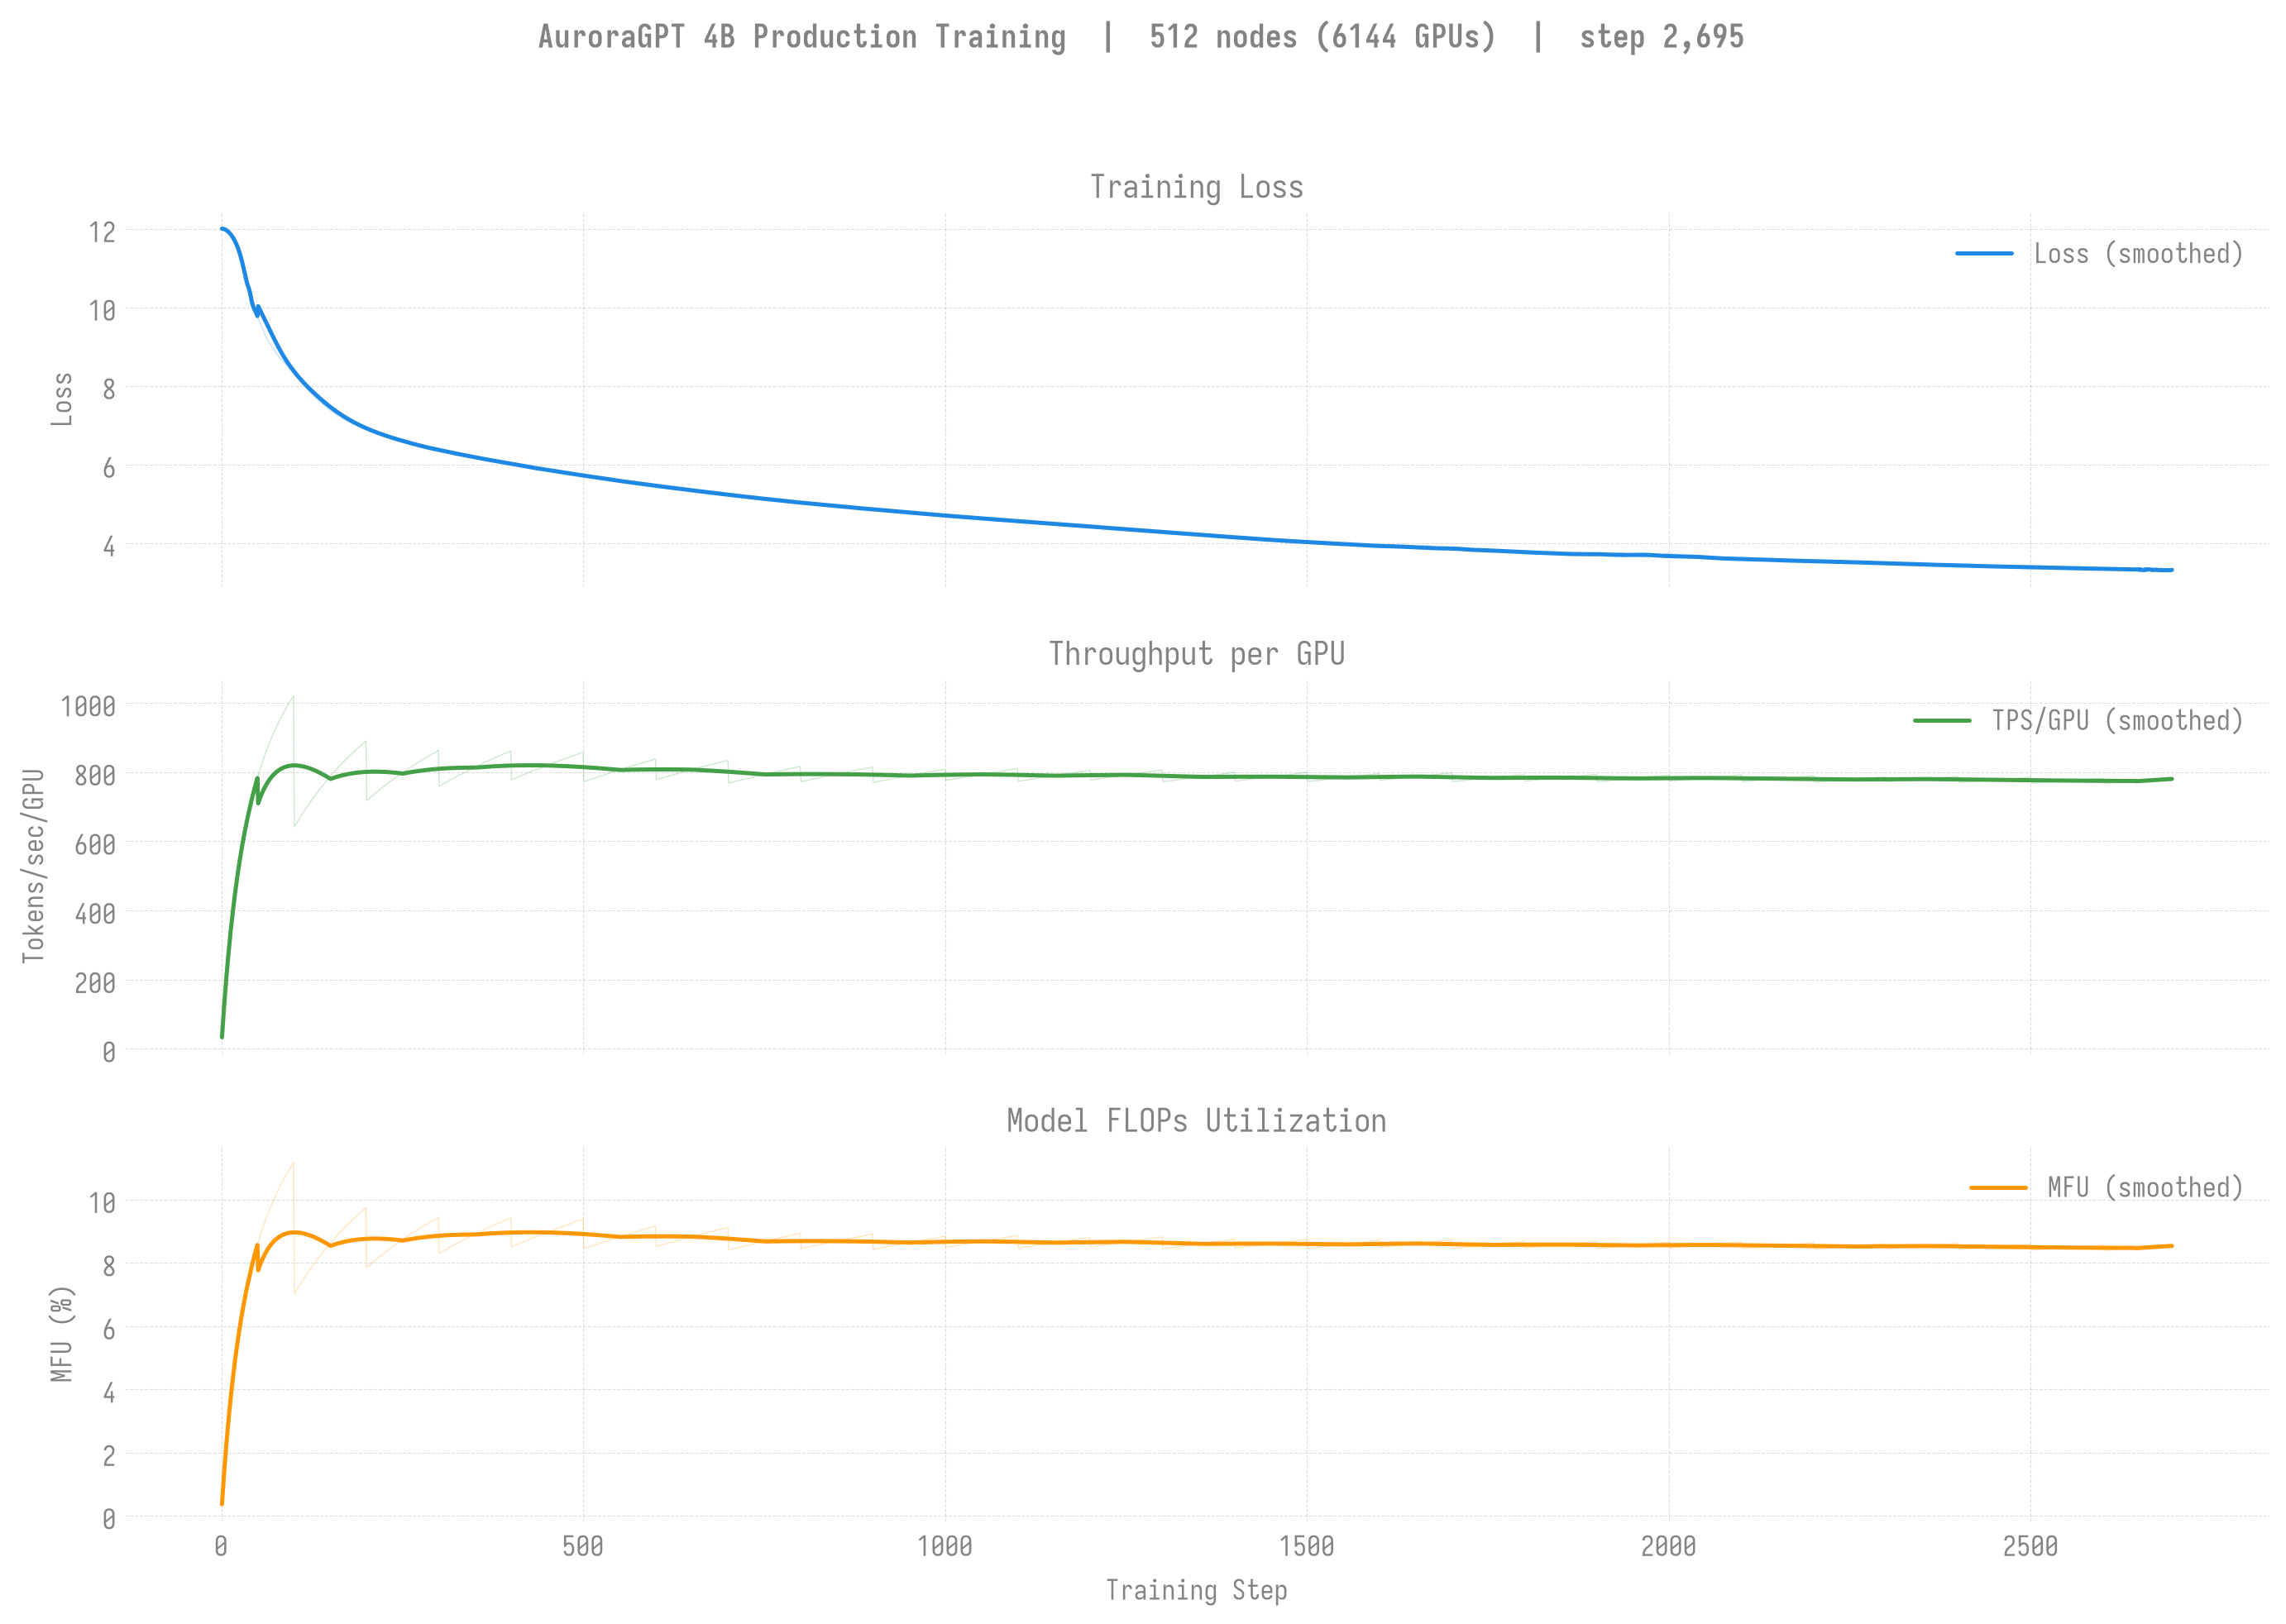 AuroraGPT 4B Production Training | 512 nodes (6144 GPUs) | step 2,695
Training Loss
12
10
8
6
4
Loss
Loss (smoothed)
Throughput per GPU
1000
800
600
400
200
0
Tokens/sec/GPU
TPS/GPU (smoothed)
Model FLOPs Utilization
10
8
6
4
2
0
MFU (%)
MFU (smoothed)
0 500 1000 1500 2000 2500
Training Step